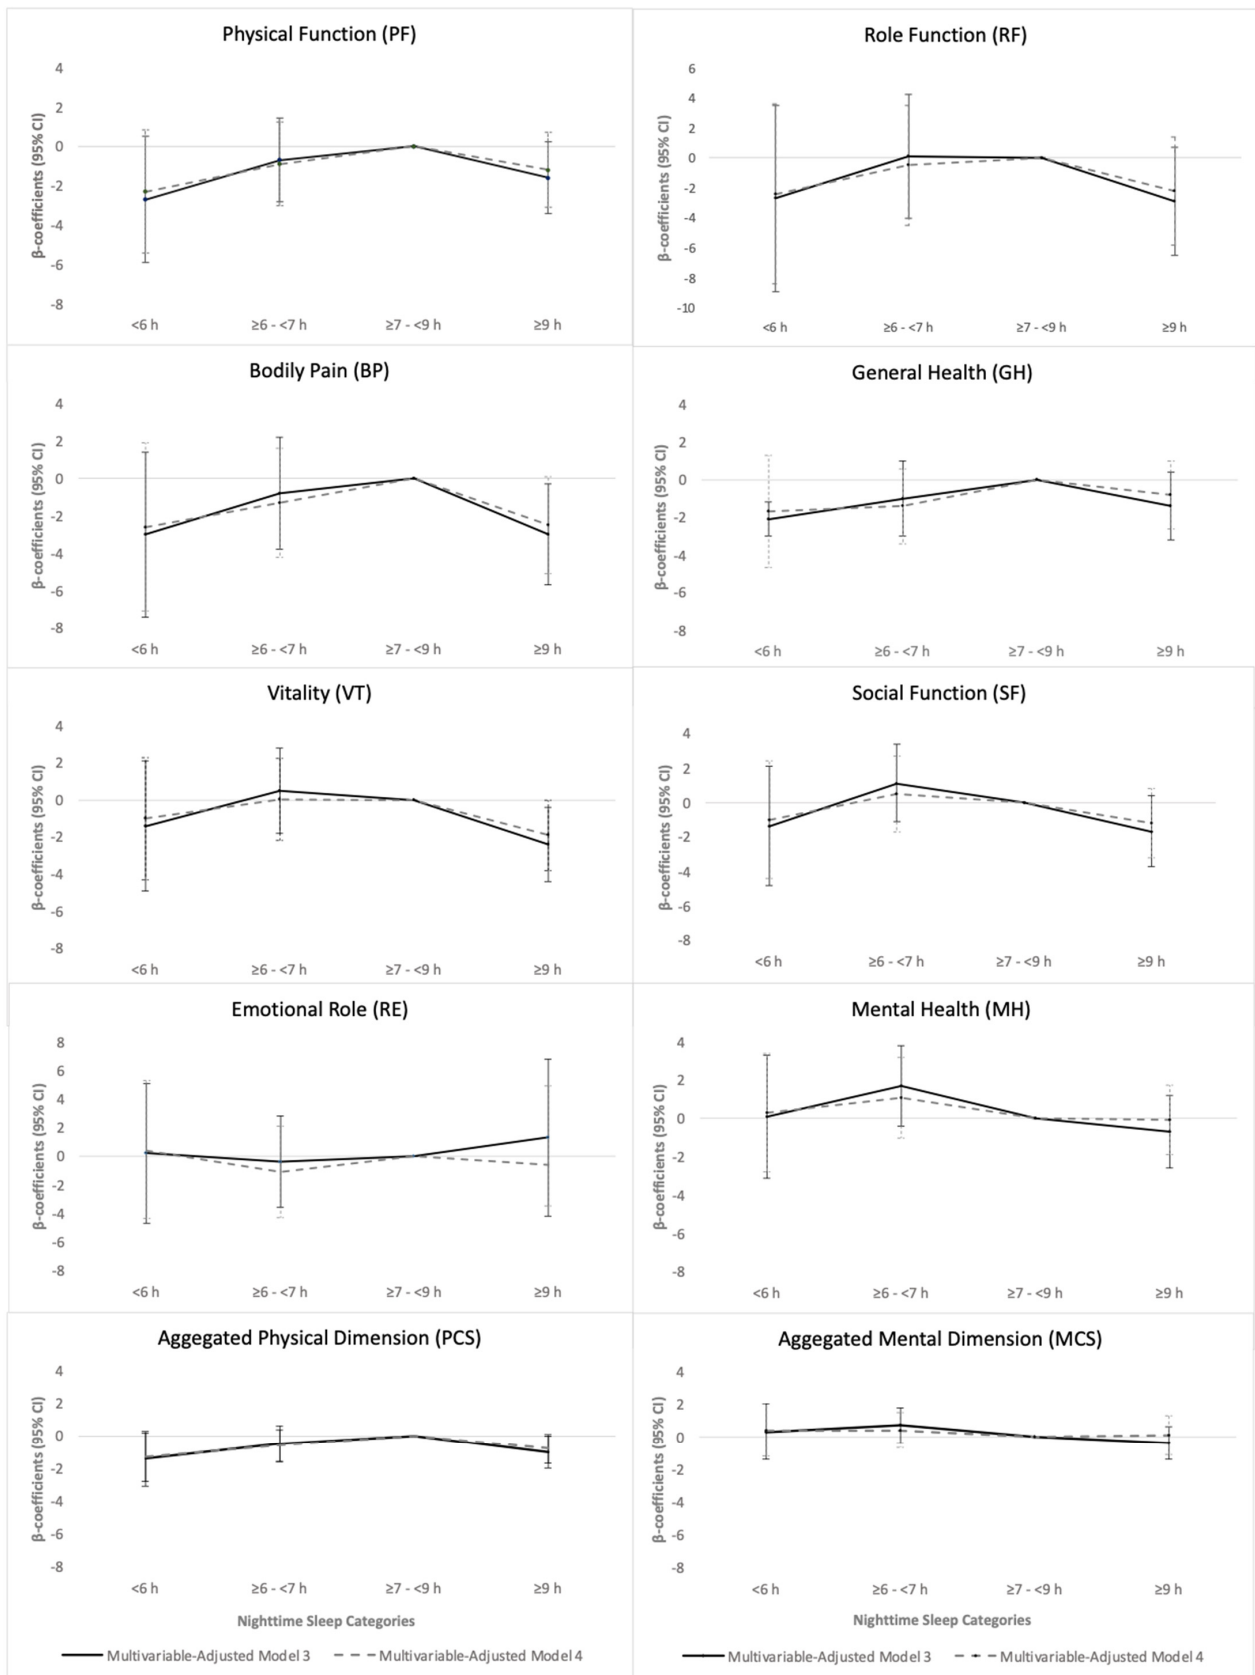 Physical Function (PF)
β-coefficients (95% CI)
4
2
0
-2
-4
-6
-8
<6 h ≥6 - <7 h ≥7 - <9 h ≥9 h
Role Function (RF)
β-coefficients (95% CI)
6
4
2
0
-2
-4
-6
-8
-10
<6 h ≥6 - <7 h ≥7 - <9 h ≥9 h
Bodily Pain (BP)
β-coefficients (95% CI)
4
2
0
-2
-4
-6
-8
<6 h ≥6 - <7 h ≥7 - <9 h ≥9 h
General Health (GH)
β-coefficients (95% CI)
4
2
0
-2
-4
-6
-8
<6 h ≥6 - <7 h ≥7 - <9 h ≥9 h
Vitality (VT)
β-coefficients (95% CI)
4
2
0
-2
-4
-6
-8
<6 h ≥6 - <7 h ≥7 - <9 h ≥9 h
Social Function (SF)
β-coefficients (95% CI)
4
2
0
-2
-4
-6
-8
<6 h ≥6 - <7 h ≥7 - <9 h ≥9 h
Emotional Role (RE)
β-coefficients (95% CI)
8
6
4
2
0
-2
-4
-6
-8
<6 h ≥6 - <7 h ≥7 - <9 h ≥9 h
Mental Health (MH)
β-coefficients (95% CI)
4
2
0
-2
-4
-6
-8
<6 h ≥6 - <7 h ≥7 - <9 h ≥9 h
Aggegated Physical Dimension (PCS)
β-coefficients (95% CI)
4
2
0
-2
-4
-6
-8
<6 h ≥6 - <7 h ≥7 - <9 h ≥9 h
Nighttime Sleep Categories
Multivariable-Adjusted Model 3 Multivariable-Adjusted Model 4
Aggegated Mental Dimension (MCS)
β-coefficients (95% CI)
4
2
0
-2
-4
-6
-8
<6 h ≥6 - <7 h ≥7 - <9 h ≥9 h
Nighttime Sleep Categories
Multivariable-Adjusted Model 3 Multivariable-Adjusted Model 4